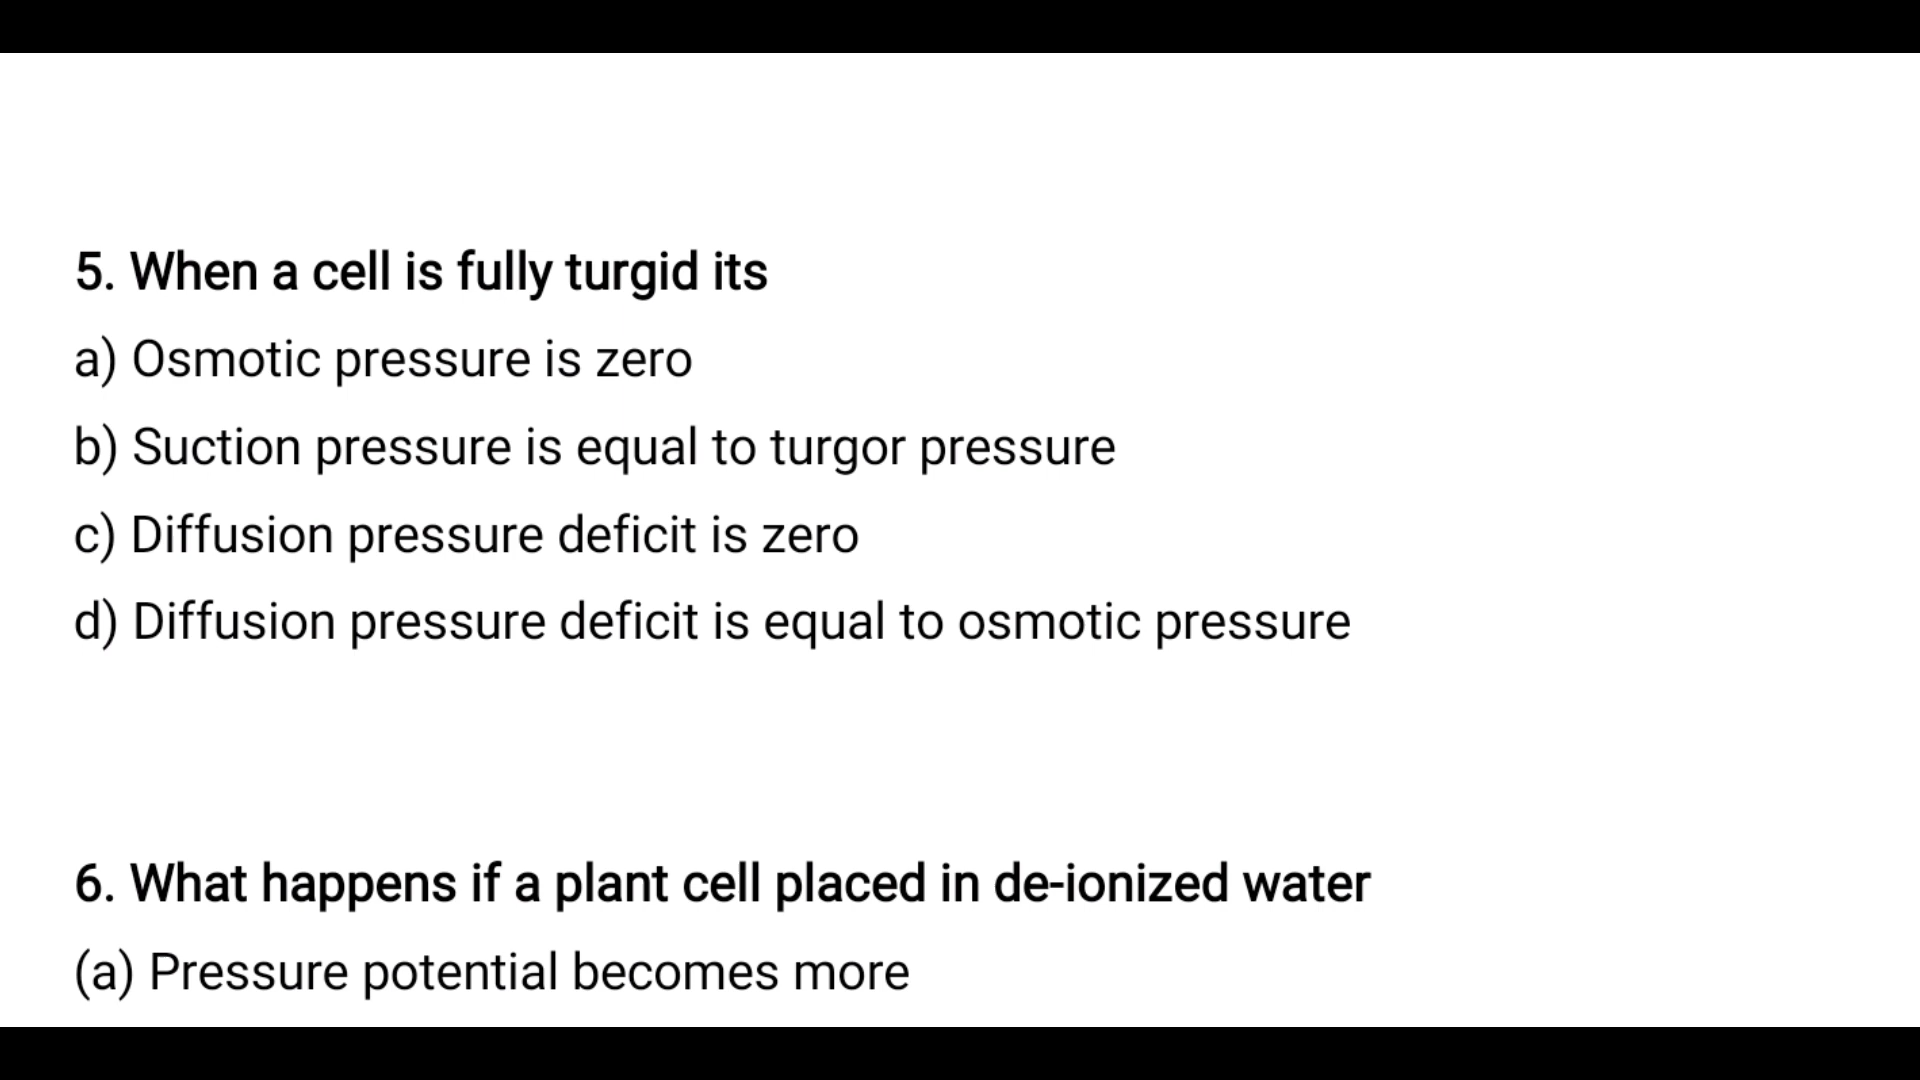 5. When a cell is fully turgid its
a) Osmotic pressure is zero
b) Suction pressure is equal to turgor pressure
c) Diffusion pressure deficit is zero
d) Diffusion pressure deficit is equal to osmotic pressure
6. What happens if a plant cell placed in de-ionized water
(a) Pressure potential becomes more